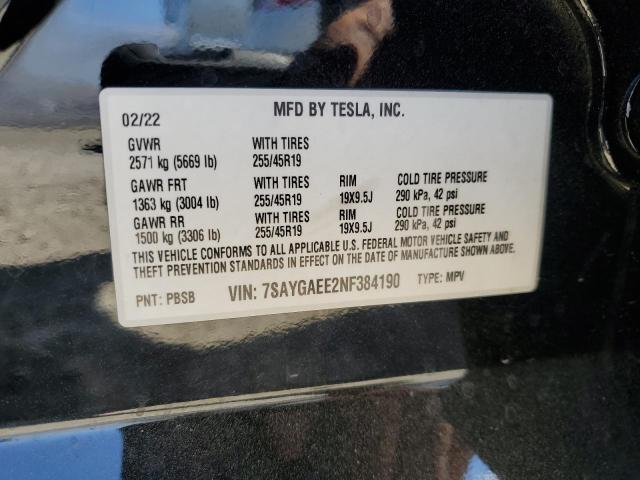 MFD BY TESLA, INC.
02/22
GVWR WITH TIRES
2571 kg (5669 lb) 255/45R19
GAWR FRT WITH TIRES RIM COLD TIRE PRESSURE
1363 kg (3004 lb) 255/45R19 19X9.5J 290 kPa, 42 psi
GAWR RR WITH TIRES RIM COLD TIRE PRESSURE
1500 kg (3306 lb) 255/45R19 19X9.5J 290 kPa, 42 psi
THIS VEHICLE CONFORMS TO ALL APPLICABLE U.S. FEDERAL MOTOR VEHICLE SAFETY AND
THEFT PREVENTION STANDARDS IN EFFECT ON THE DATE OF MANUFACTURE SHOWN ABOVE.
PNT: PBSB VIN: 7SAYGAEE2NF384190 TYPE: MPV